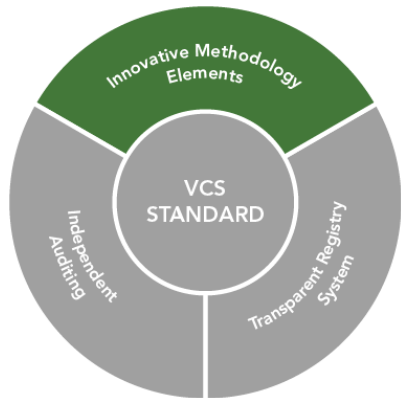 Innovative Methodology
Elements
VCS
STANDARD
Independent
Auditing
Transparent Registry
System